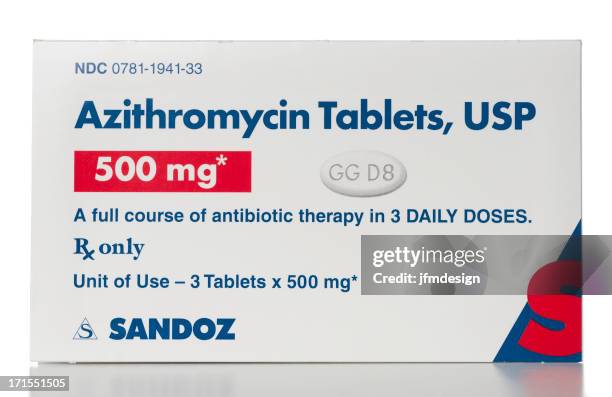 NDC 0781-1941-33
Azithromycin Tablets, USP
500 mg*
GG D8
A full course of antibiotic therapy in 3 DAILY DOSES.
Rx only
Unit of Use – 3 Tablets x 500 mg*
gettyimages®
Credit: jfmdesign
S SANDOZ
S
171551505